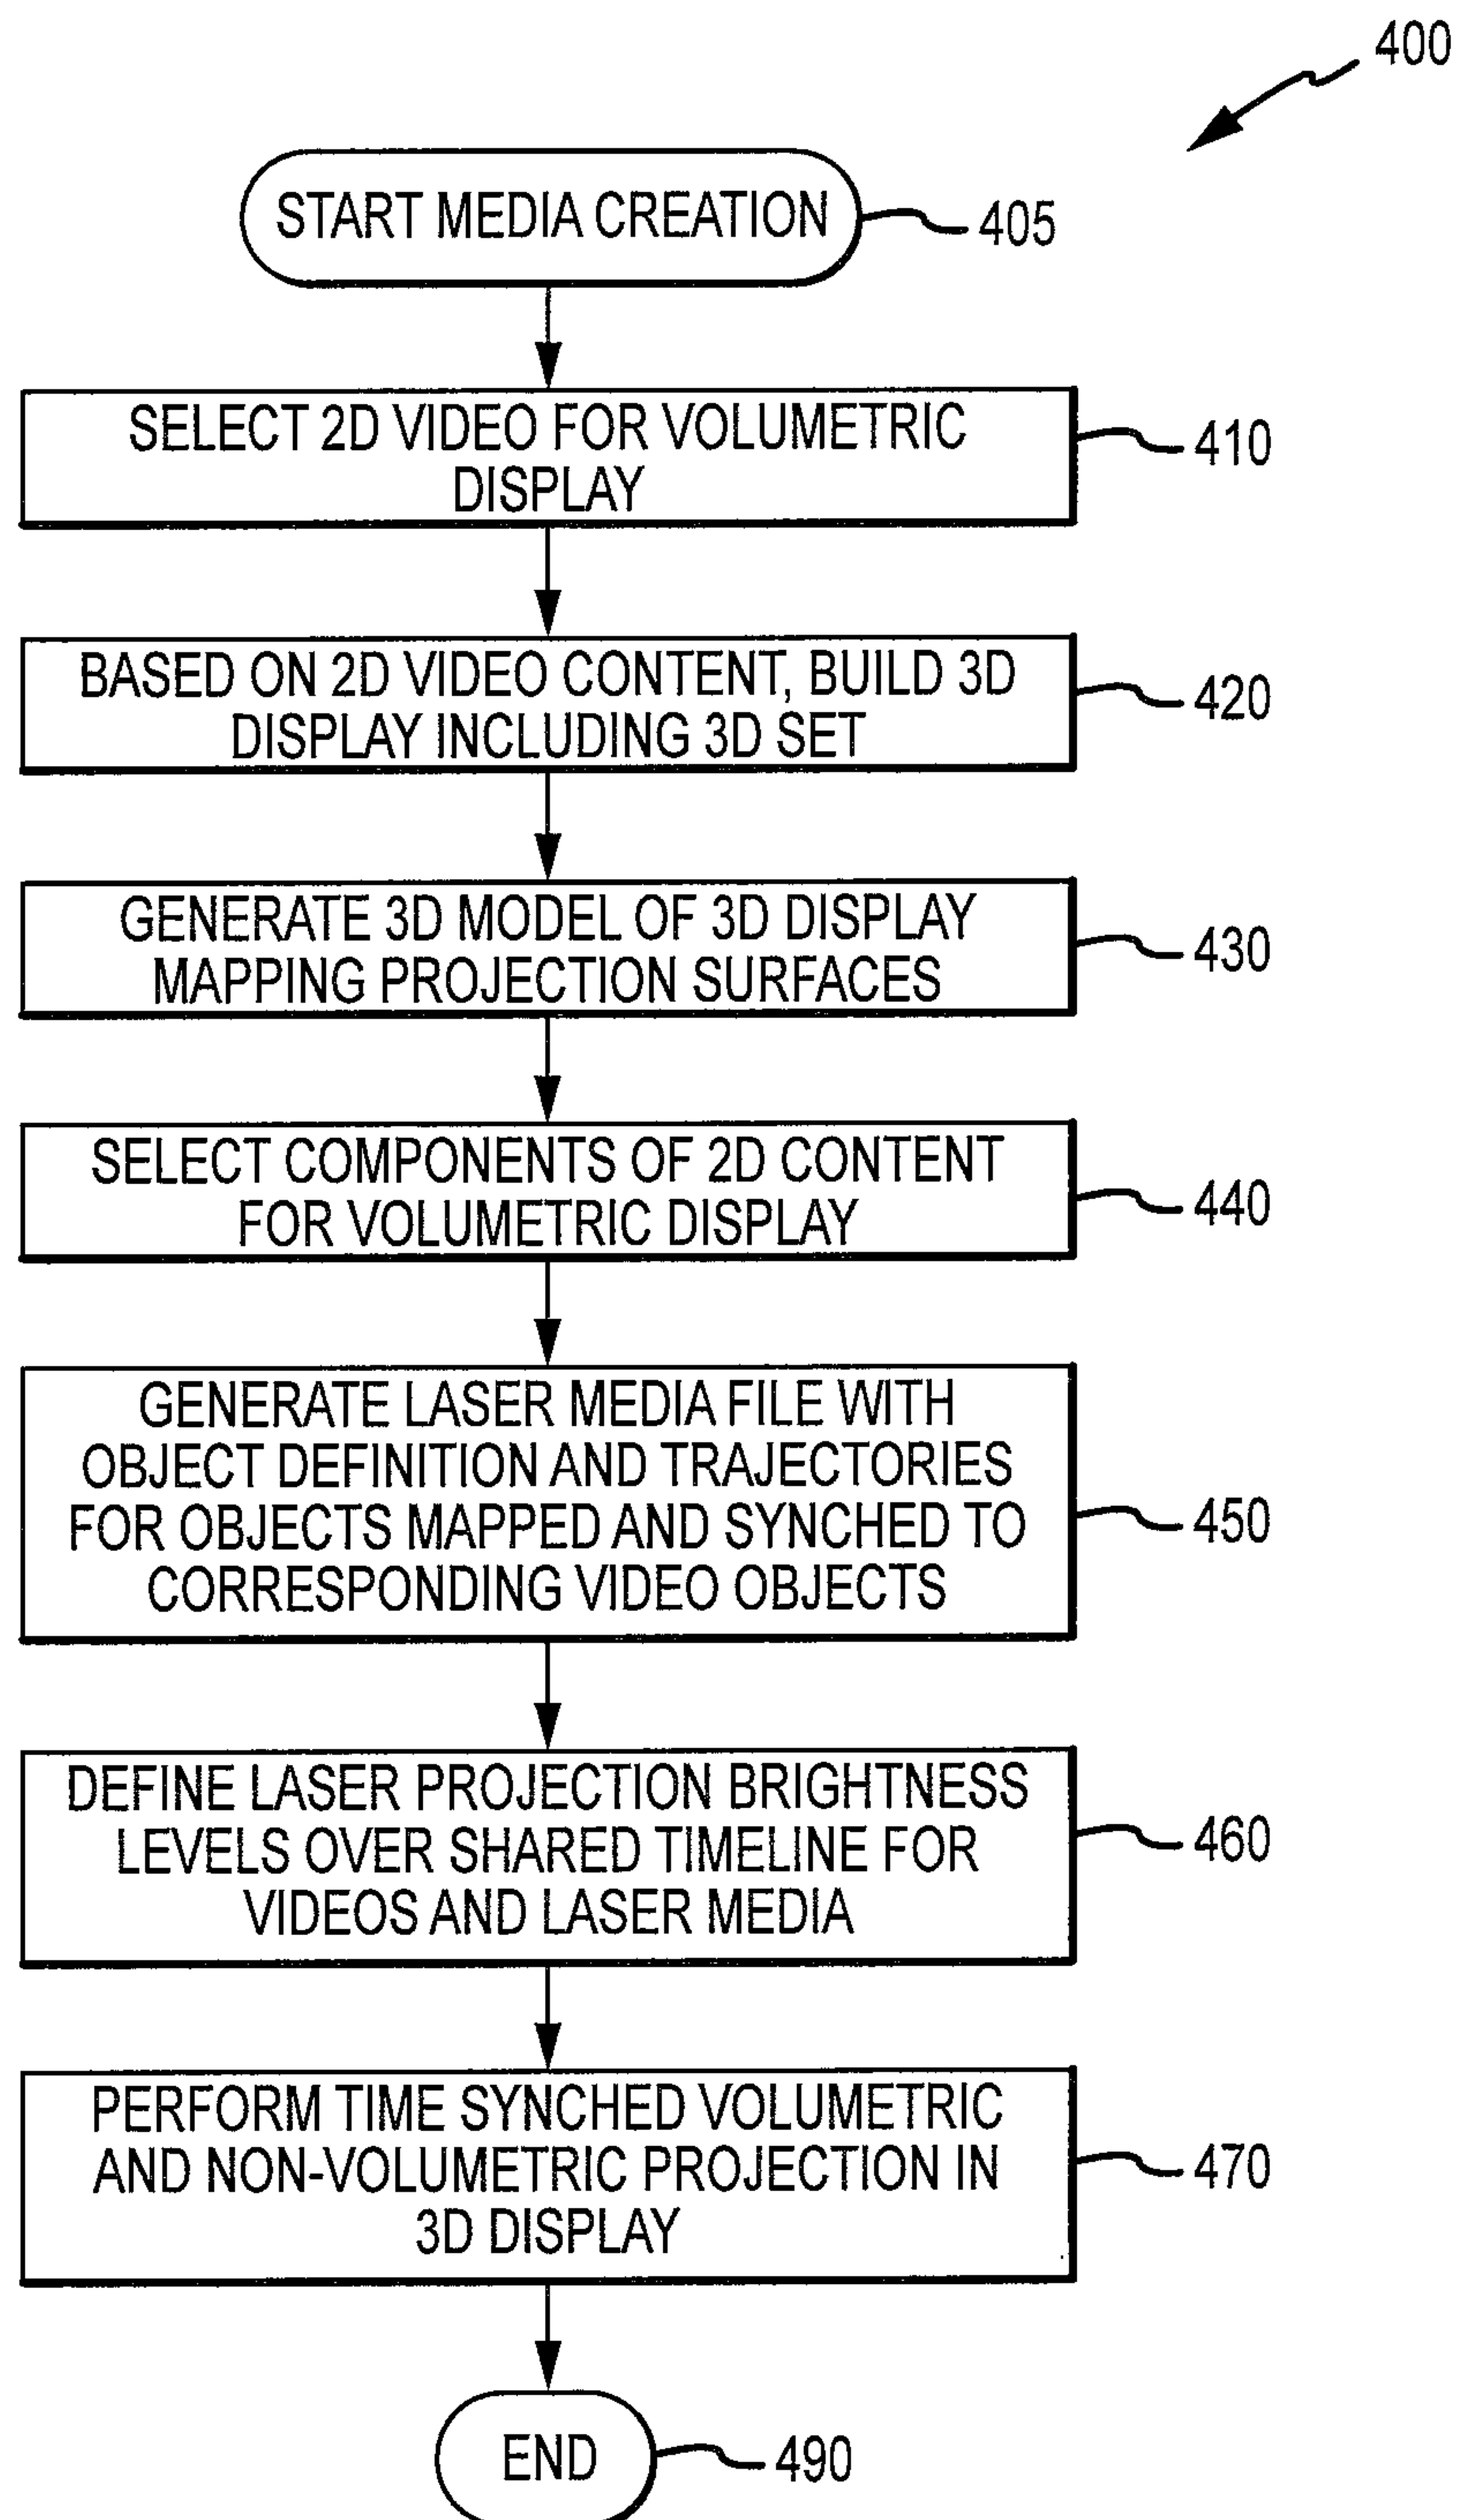 400
START MEDIA CREATION
405
SELECT 2D VIDEO FOR VOLUMETRIC
DISPLAY
410
BASED ON 2D VIDEO CONTENT, BUILD 3D
DISPLAY INCLUDING 3D SET
420
GENERATE 3D MODEL OF 3D DISPLAY
MAPPING PROJECTION SURFACES
430
SELECT COMPONENTS OF 2D CONTENT
FOR VOLUMETRIC DISPLAY
440
GENERATE LASER MEDIA FILE WITH
OBJECT DEFINITION AND TRAJECTORIES
FOR OBJECTS MAPPED AND SYNCHED TO
CORRESPONDING VIDEO OBJECTS
450
DEFINE LASER PROJECTION BRIGHTNESS
LEVELS OVER SHARED TIMELINE FOR
VIDEOS AND LASER MEDIA
460
PERFORM TIME SYNCHED VOLUMETRIC
AND NON-VOLUMETRIC PROJECTION IN
3D DISPLAY
470
END
490